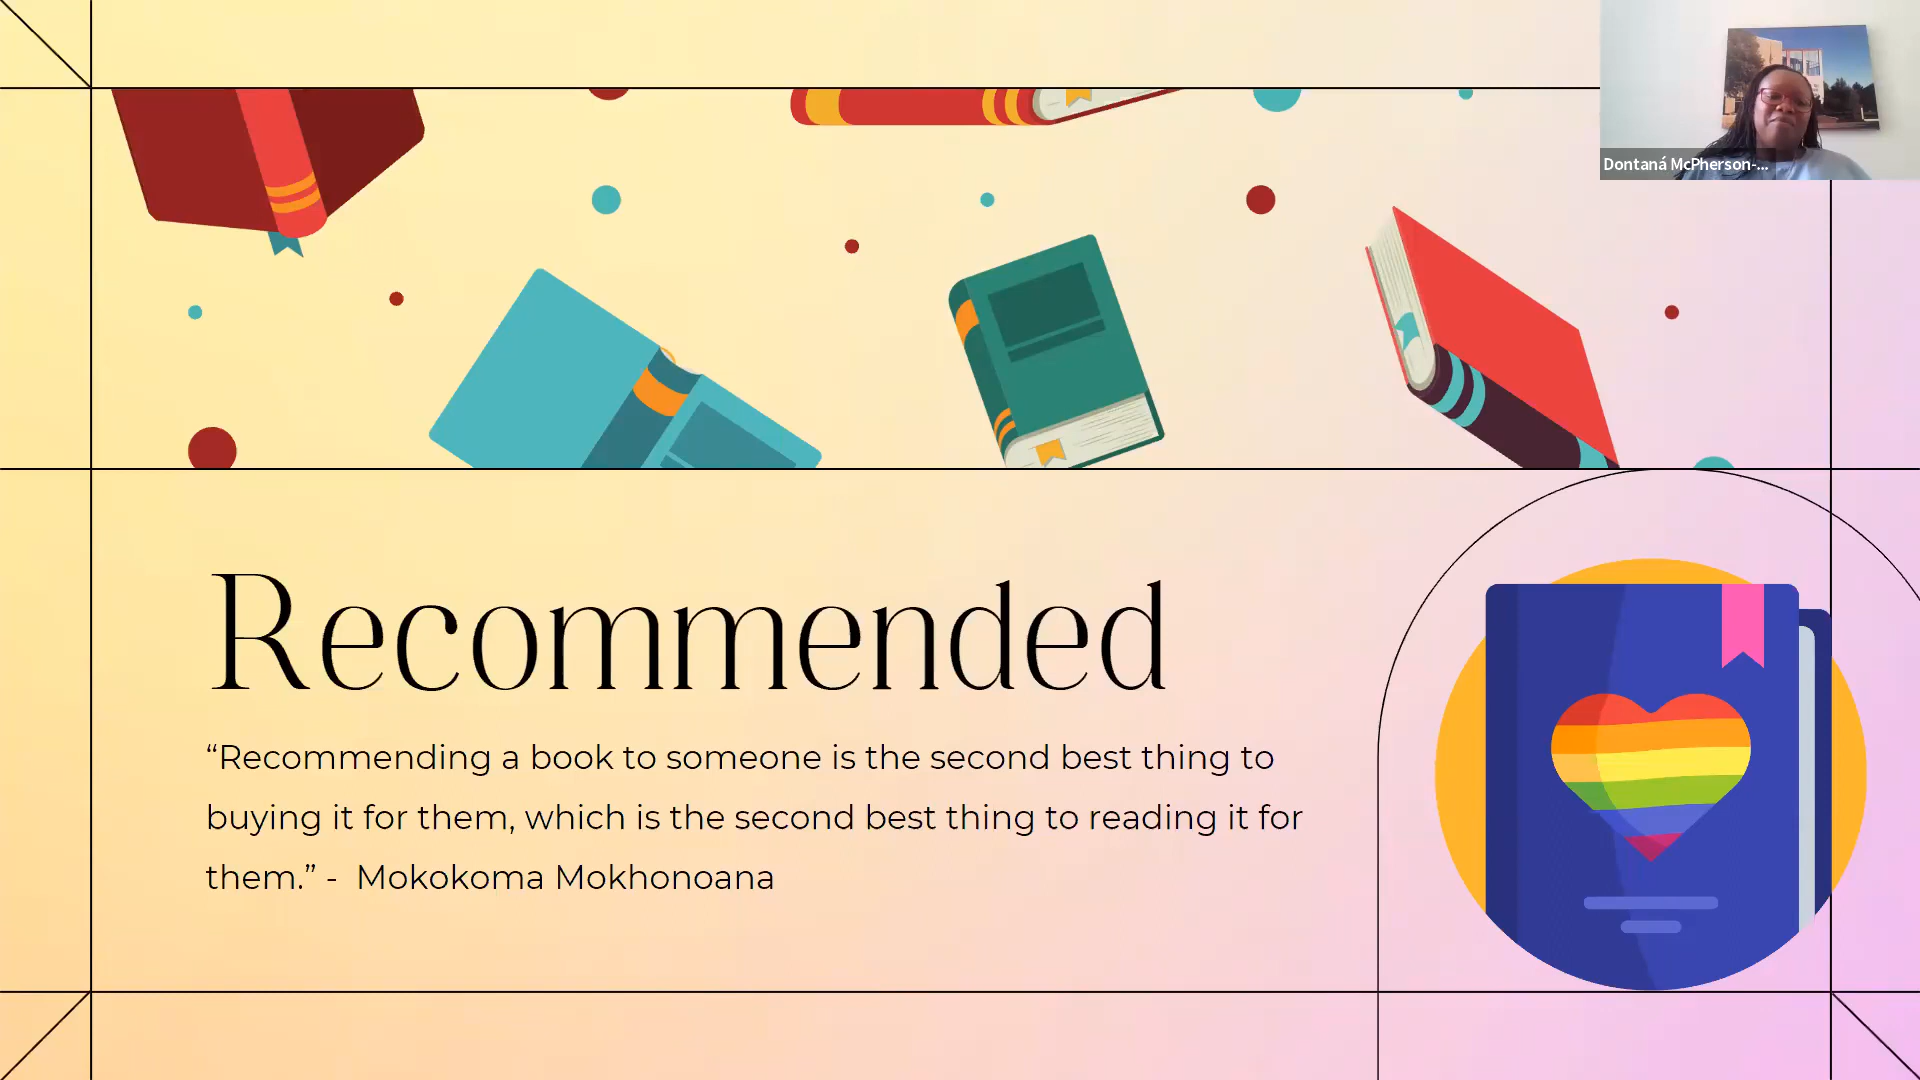 Dontaná McPherson-...
Recommended
“Recommending a book to someone is the second best thing to
buying it for them, which is the second best thing to reading it for
them.” -  Mokokoma Mokhonoana